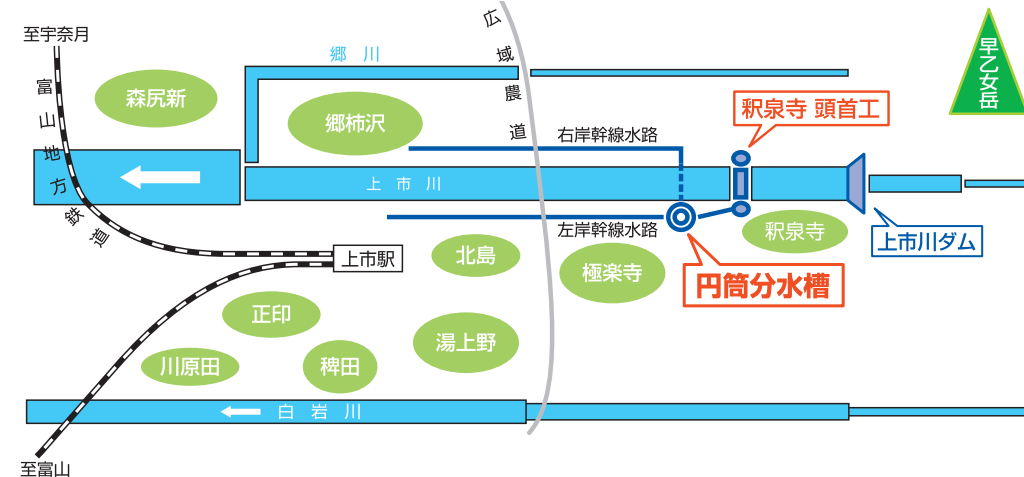 至宇奈月
富山地方鉄道
森尻新
郷川
広域農道
早乙女岳
郷柿沢
右岸幹線水路
釈泉寺 頭首工
上市川
左岸幹線水路
釈泉寺
上市川ダム
上市駅
北島
極楽寺
円筒分水槽
正印
湯上野
川原田
稗田
白岩川
至富山